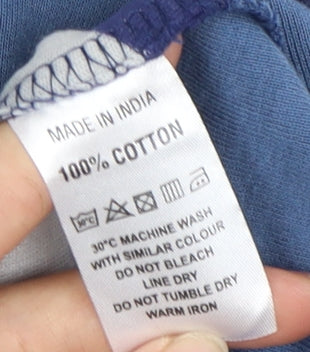 MADE IN INDIA
100% COTTON
30°C
30°C MACHINE WASH
WITH SIMILAR COLOUR
DO NOT BLEACH
LINE DRY
DO NOT TUMBLE DRY
WARM IRON